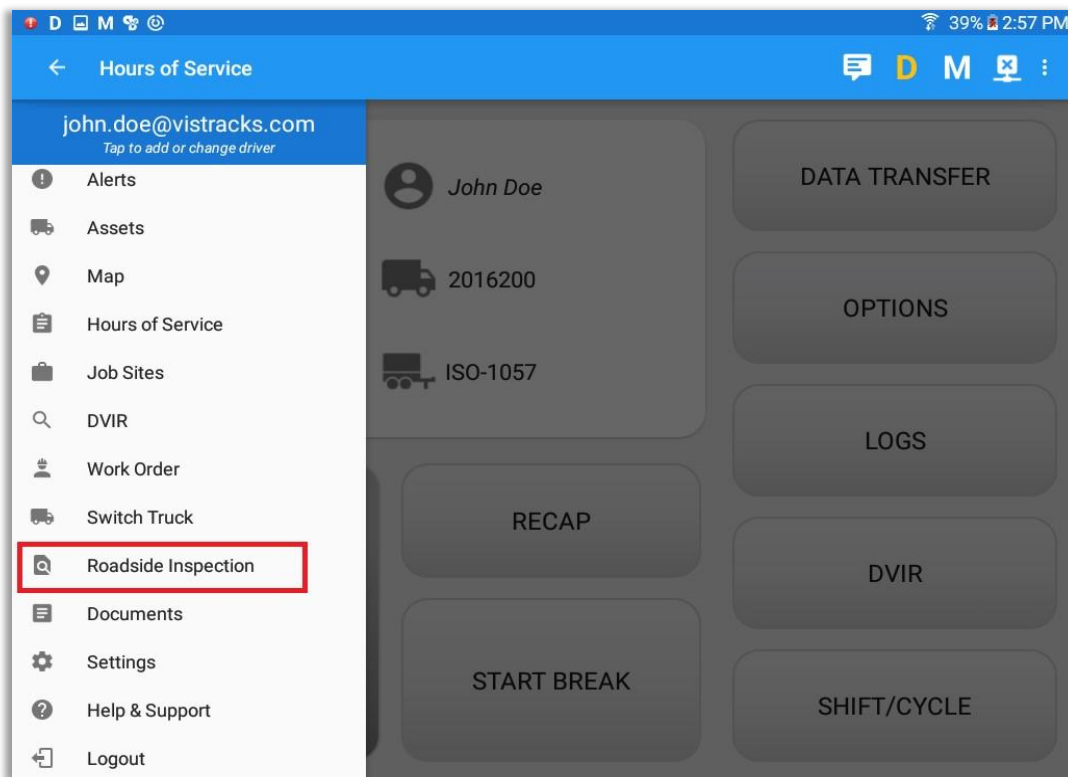 D M 39% 2:57 PM
Hours of Service D M
john.doe@vistracks.com
Tap to add or change driver
Alerts
Assets
Map
Hours of Service
Job Sites
DVIR
Work Order
Switch Truck
Roadside Inspection
Documents
Settings
Help & Support
Logout
John Doe
2016200
ISO-1057
RECAP
START BREAK
DATA TRANSFER
OPTIONS
LOGS
DVIR
SHIFT/CYCLE